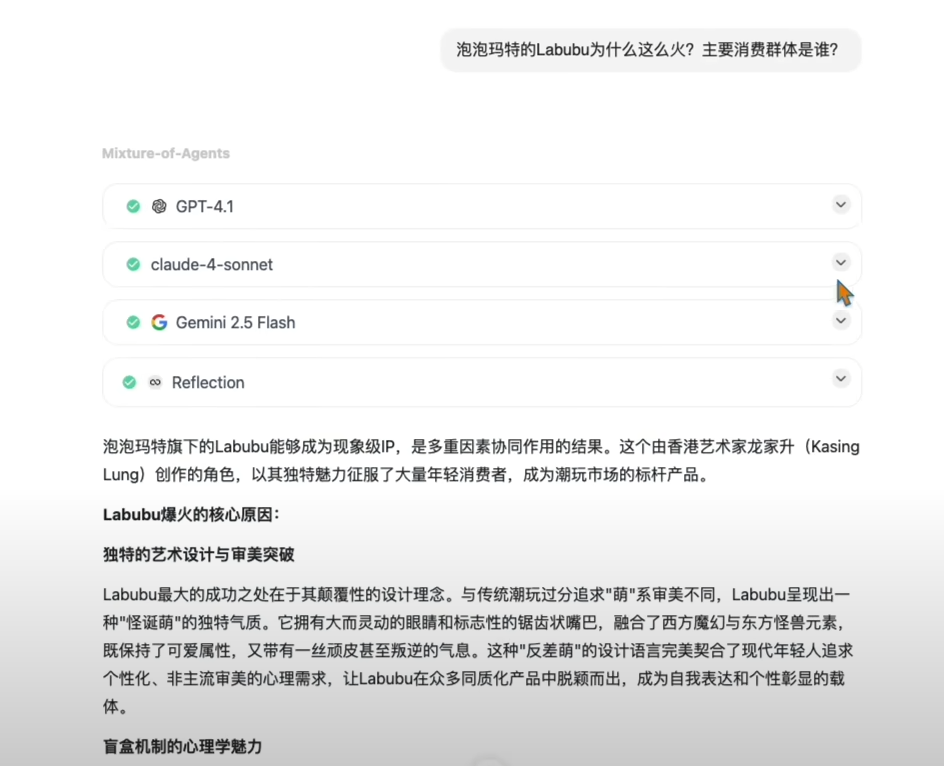 泡泡玛特的Labubu为什么这么火？主要消费群体是谁？
Mixture-of-Agents
GPT-4.1
claude-4-sonnet
Gemini 2.5 Flash
Reflection
泡泡玛特旗下的Labubu能够成为现象级IP，是多重因素协同作用的结果。这个由香港艺术家龙家升（Kasing
Lung）创作的角色，以其独特魅力征服了大量年轻消费者，成为潮玩市场的标杆产品。
Labubu爆火的核心原因：
独特的艺术设计与审美突破
Labubu最大的成功之处在于其颠覆性的设计理念。与传统潮玩过分追求"萌"系审美不同，Labubu呈现出一
种"怪诞萌"的独特气质。它拥有大而灵动的眼睛和标志性的锯齿状嘴巴，融合了西方魔幻与东方怪兽元素，
既保持了可爱属性，又带有一丝顽皮甚至叛逆的气息。这种"反差萌"的设计语言完美契合了现代年轻人追求
个性化、非主流审美的心理需求，让Labubu在众多同质化产品中脱颖而出，成为自我表达和个性彰显的载
体。
盲盒机制的心理学魅力